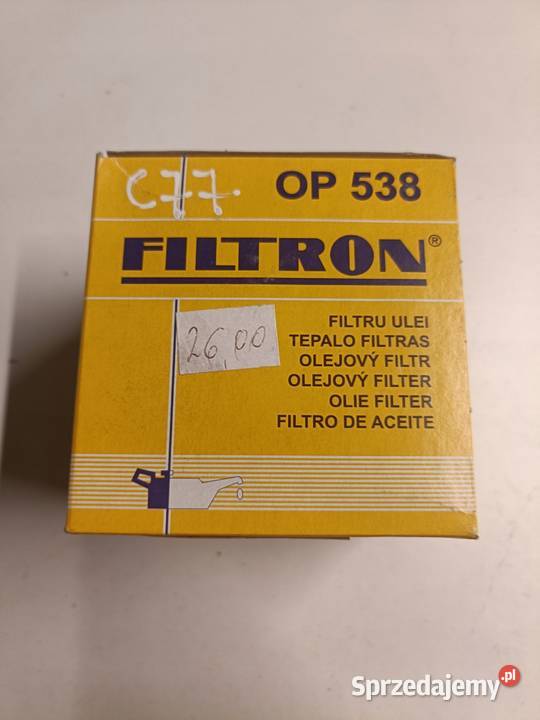 C77. OP 538
FILTRON®
26,00
FILTRU ULEI
TEPALO FILTRAS
OLEJOVÝ FILTR
OLEJOVÝ FILTER
OLIE FILTER
FILTRO DE ACEITE
Sprzedajemy.pl